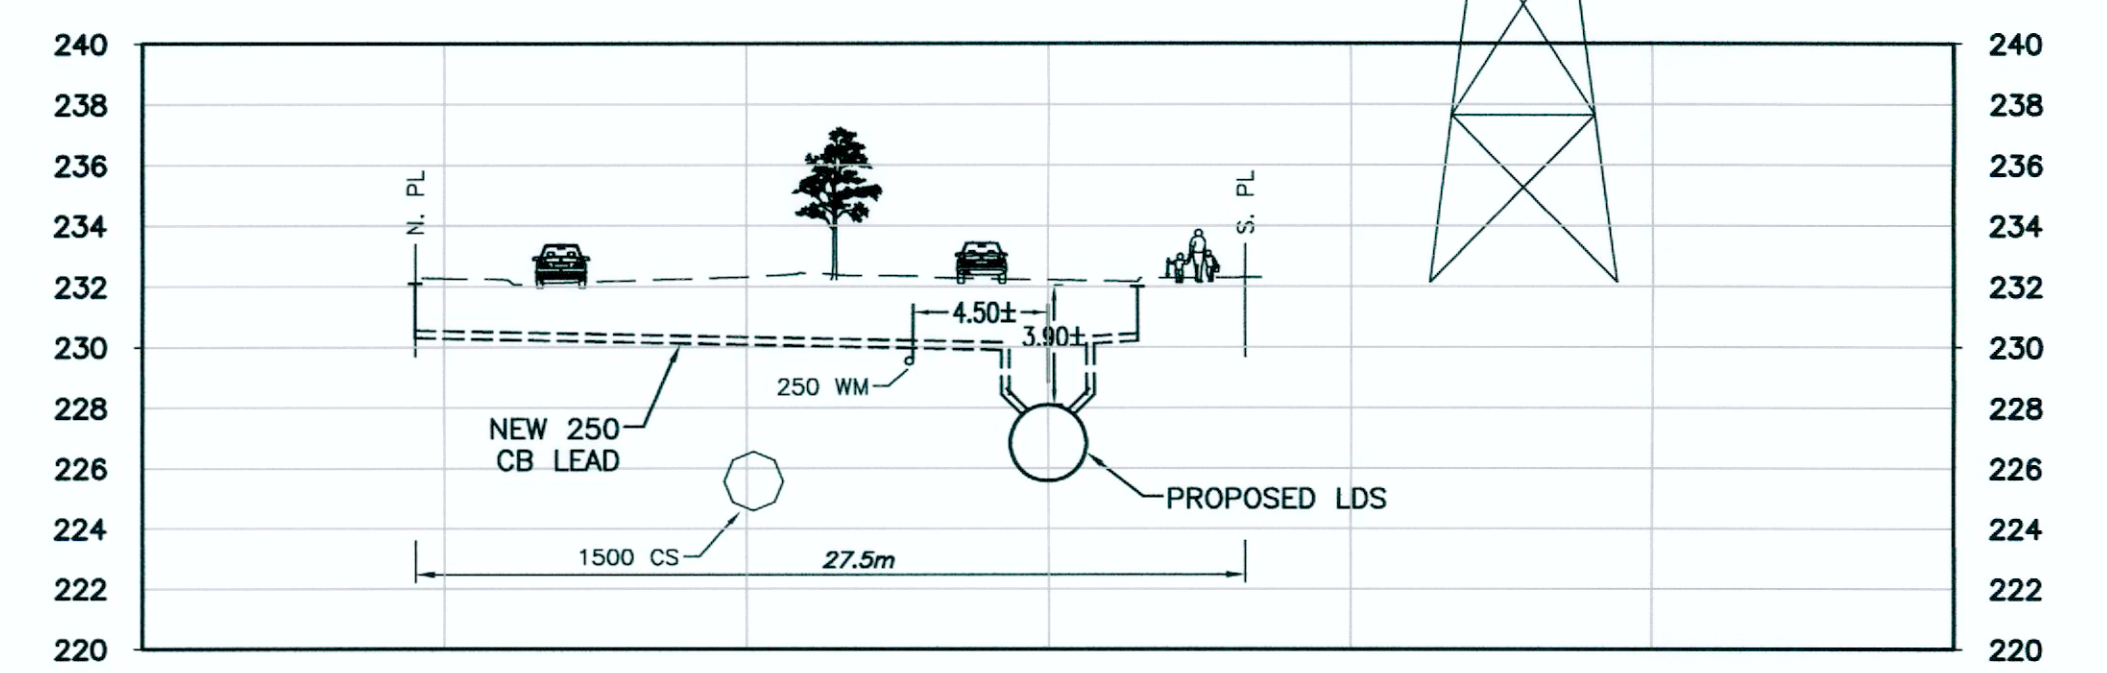 240 240
238 238
236 236
N. PL
S. PL
234 234
232 232
4.50±
3.90±
230 230
250 WM
228 228
NEW 250
CB LEAD
226 226
PROPOSED LDS
224 224
1500 CS
27.5m
222 222
220 220